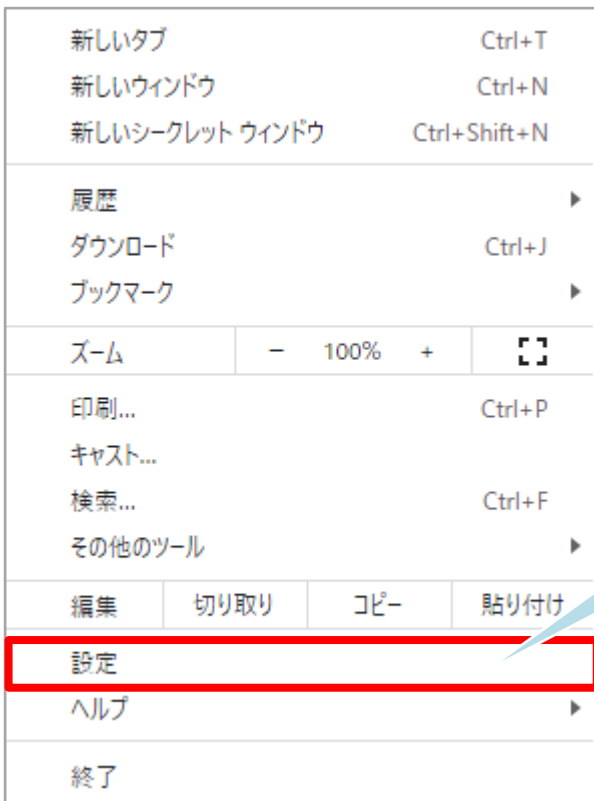 新しいタブ Ctrl+T
新しいウィンドウ Ctrl+N
新しいシークレット ウィンドウ Ctrl+Shift+N
履歴
ダウンロード Ctrl+J
ブックマーク
ズーム － 100% +
印刷... Ctrl+P
キャスト...
検索... Ctrl+F
その他のツール
編集 切り取り コピー 貼り付け
設定
ヘルプ
終了